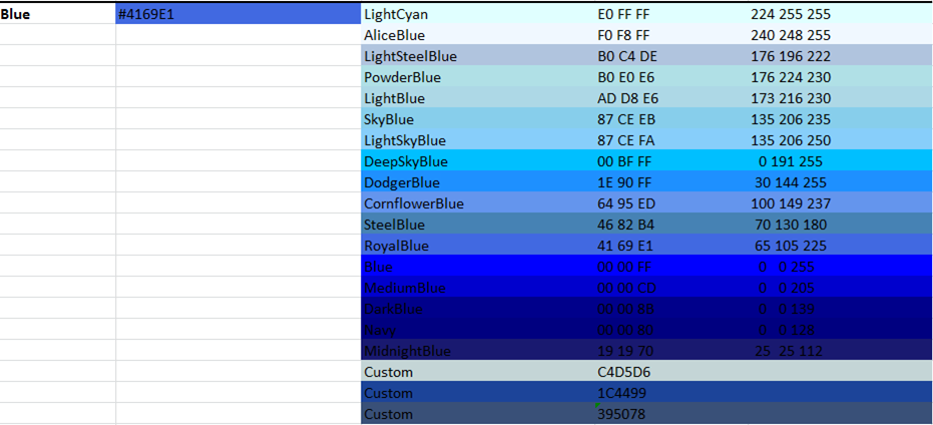 Blue #4169E1 LightCyan E0 FF FF 224 255 255
AliceBlue F0 F8 FF 240 248 255
LightSteelBlue B0 C4 DE 176 196 222
PowderBlue B0 E0 E6 176 224 230
LightBlue AD D8 E6 173 216 230
SkyBlue 87 CE EB 135 206 235
LightSkyBlue 87 CE FA 135 206 250
DeepSkyBlue 00 BF FF 0 191 255
DodgerBlue 1E 90 FF 30 144 255
CornflowerBlue 64 95 ED 100 149 237
SteelBlue 46 82 B4 70 130 180
RoyalBlue 41 69 E1 65 105 225
Blue 00 00 FF 0 0 255
MediumBlue 00 00 CD 0 0 205
DarkBlue 00 00 8B 0 0 139
Navy 00 00 80 0 0 128
MidnightBlue 19 19 70 25 25 112
Custom C4D5D6
Custom 1C4499
Custom 395078